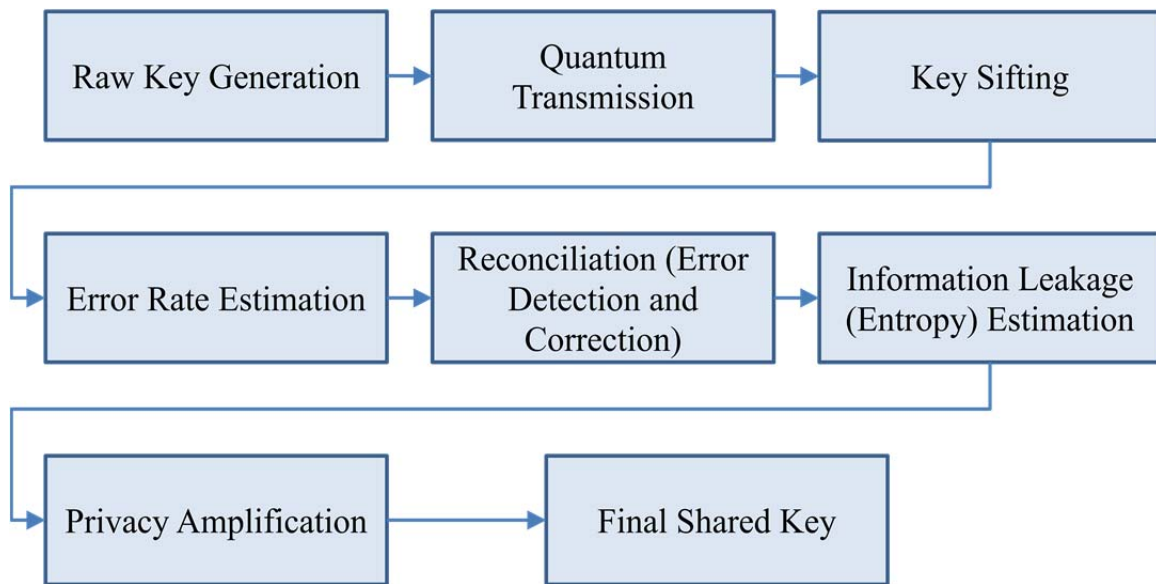 Raw Key Generation
Quantum
Transmission
Key Sifting
Error Rate Estimation
Reconciliation (Error
Detection and
Correction)
Information Leakage
(Entropy) Estimation
Privacy Amplification
Final Shared Key